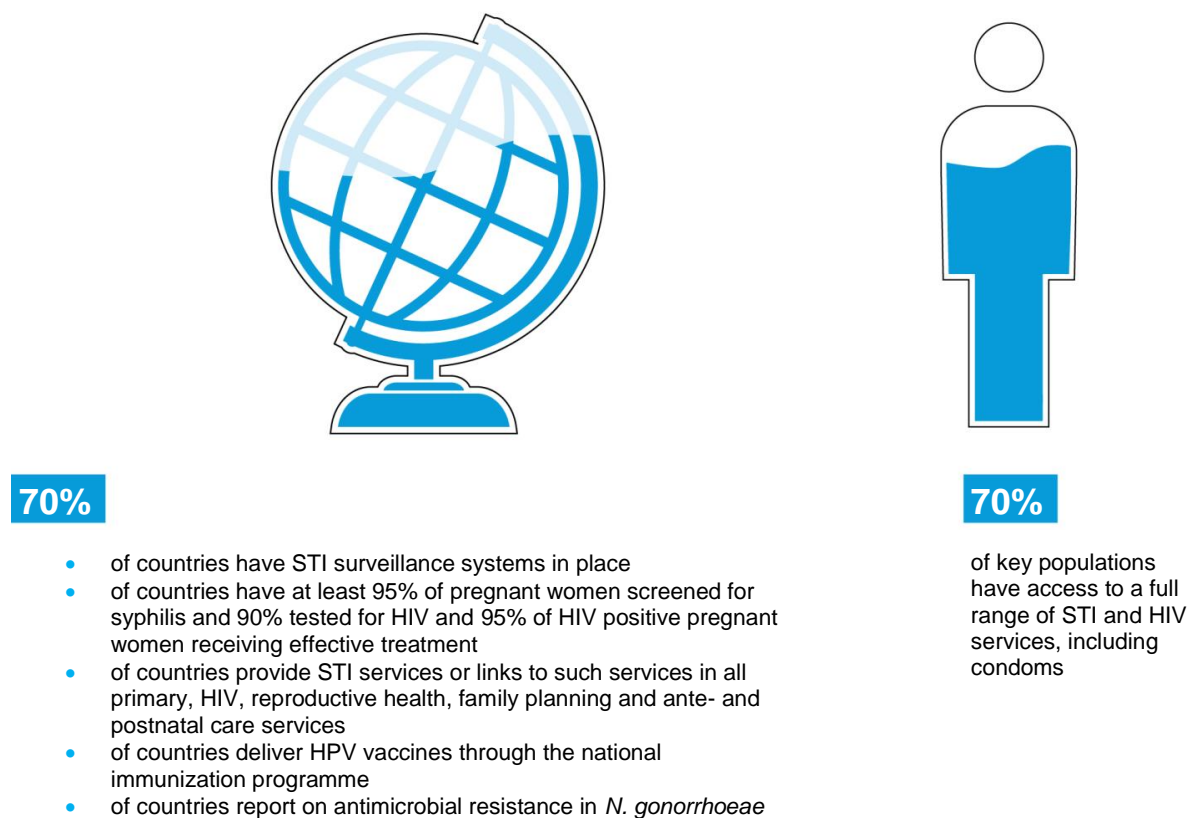 70%
• of countries have STI surveillance systems in place
• of countries have at least 95% of pregnant women screened for
syphilis and 90% tested for HIV and 95% of HIV positive pregnant
women receiving effective treatment
• of countries provide STI services or links to such services in all
primary, HIV, reproductive health, family planning and ante- and
postnatal care services
• of countries deliver HPV vaccines through the national
immunization programme
• of countries report on antimicrobial resistance in N. gonorrhoeae
70%
of key populations
have access to a full
range of STI and HIV
services, including
condoms